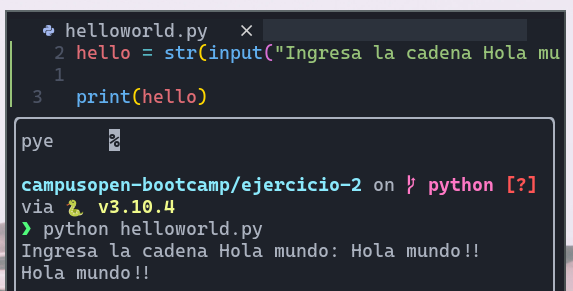 helloworld.py ×
2 hello = str(input("Ingresa la cadena Hola mu
1
3 print(hello)
pye %
campusopen-bootcamp/ejercicio-2 on python [?]
via 🐍 v3.10.4
❯ python helloworld.py
Ingresa la cadena Hola mundo: Hola mundo!!
Hola mundo!!